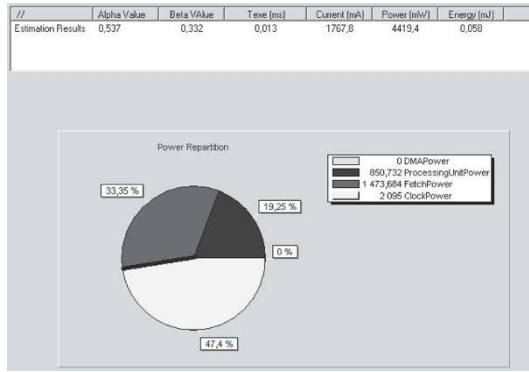 // Alpha Value Beta VAlue Texe (ms) Current (mA) Power (mW) Energy (mJ)
Estimation Results 0,537 0,332 0,013 1767,8 4419,4 0,058
Power Repartition
0 DMAPower
850,732 ProcessingUnitPower
1 473,684 FetchPower
2 095 ClockPower
33,35 %
19,25 %
0 %
47,4 %